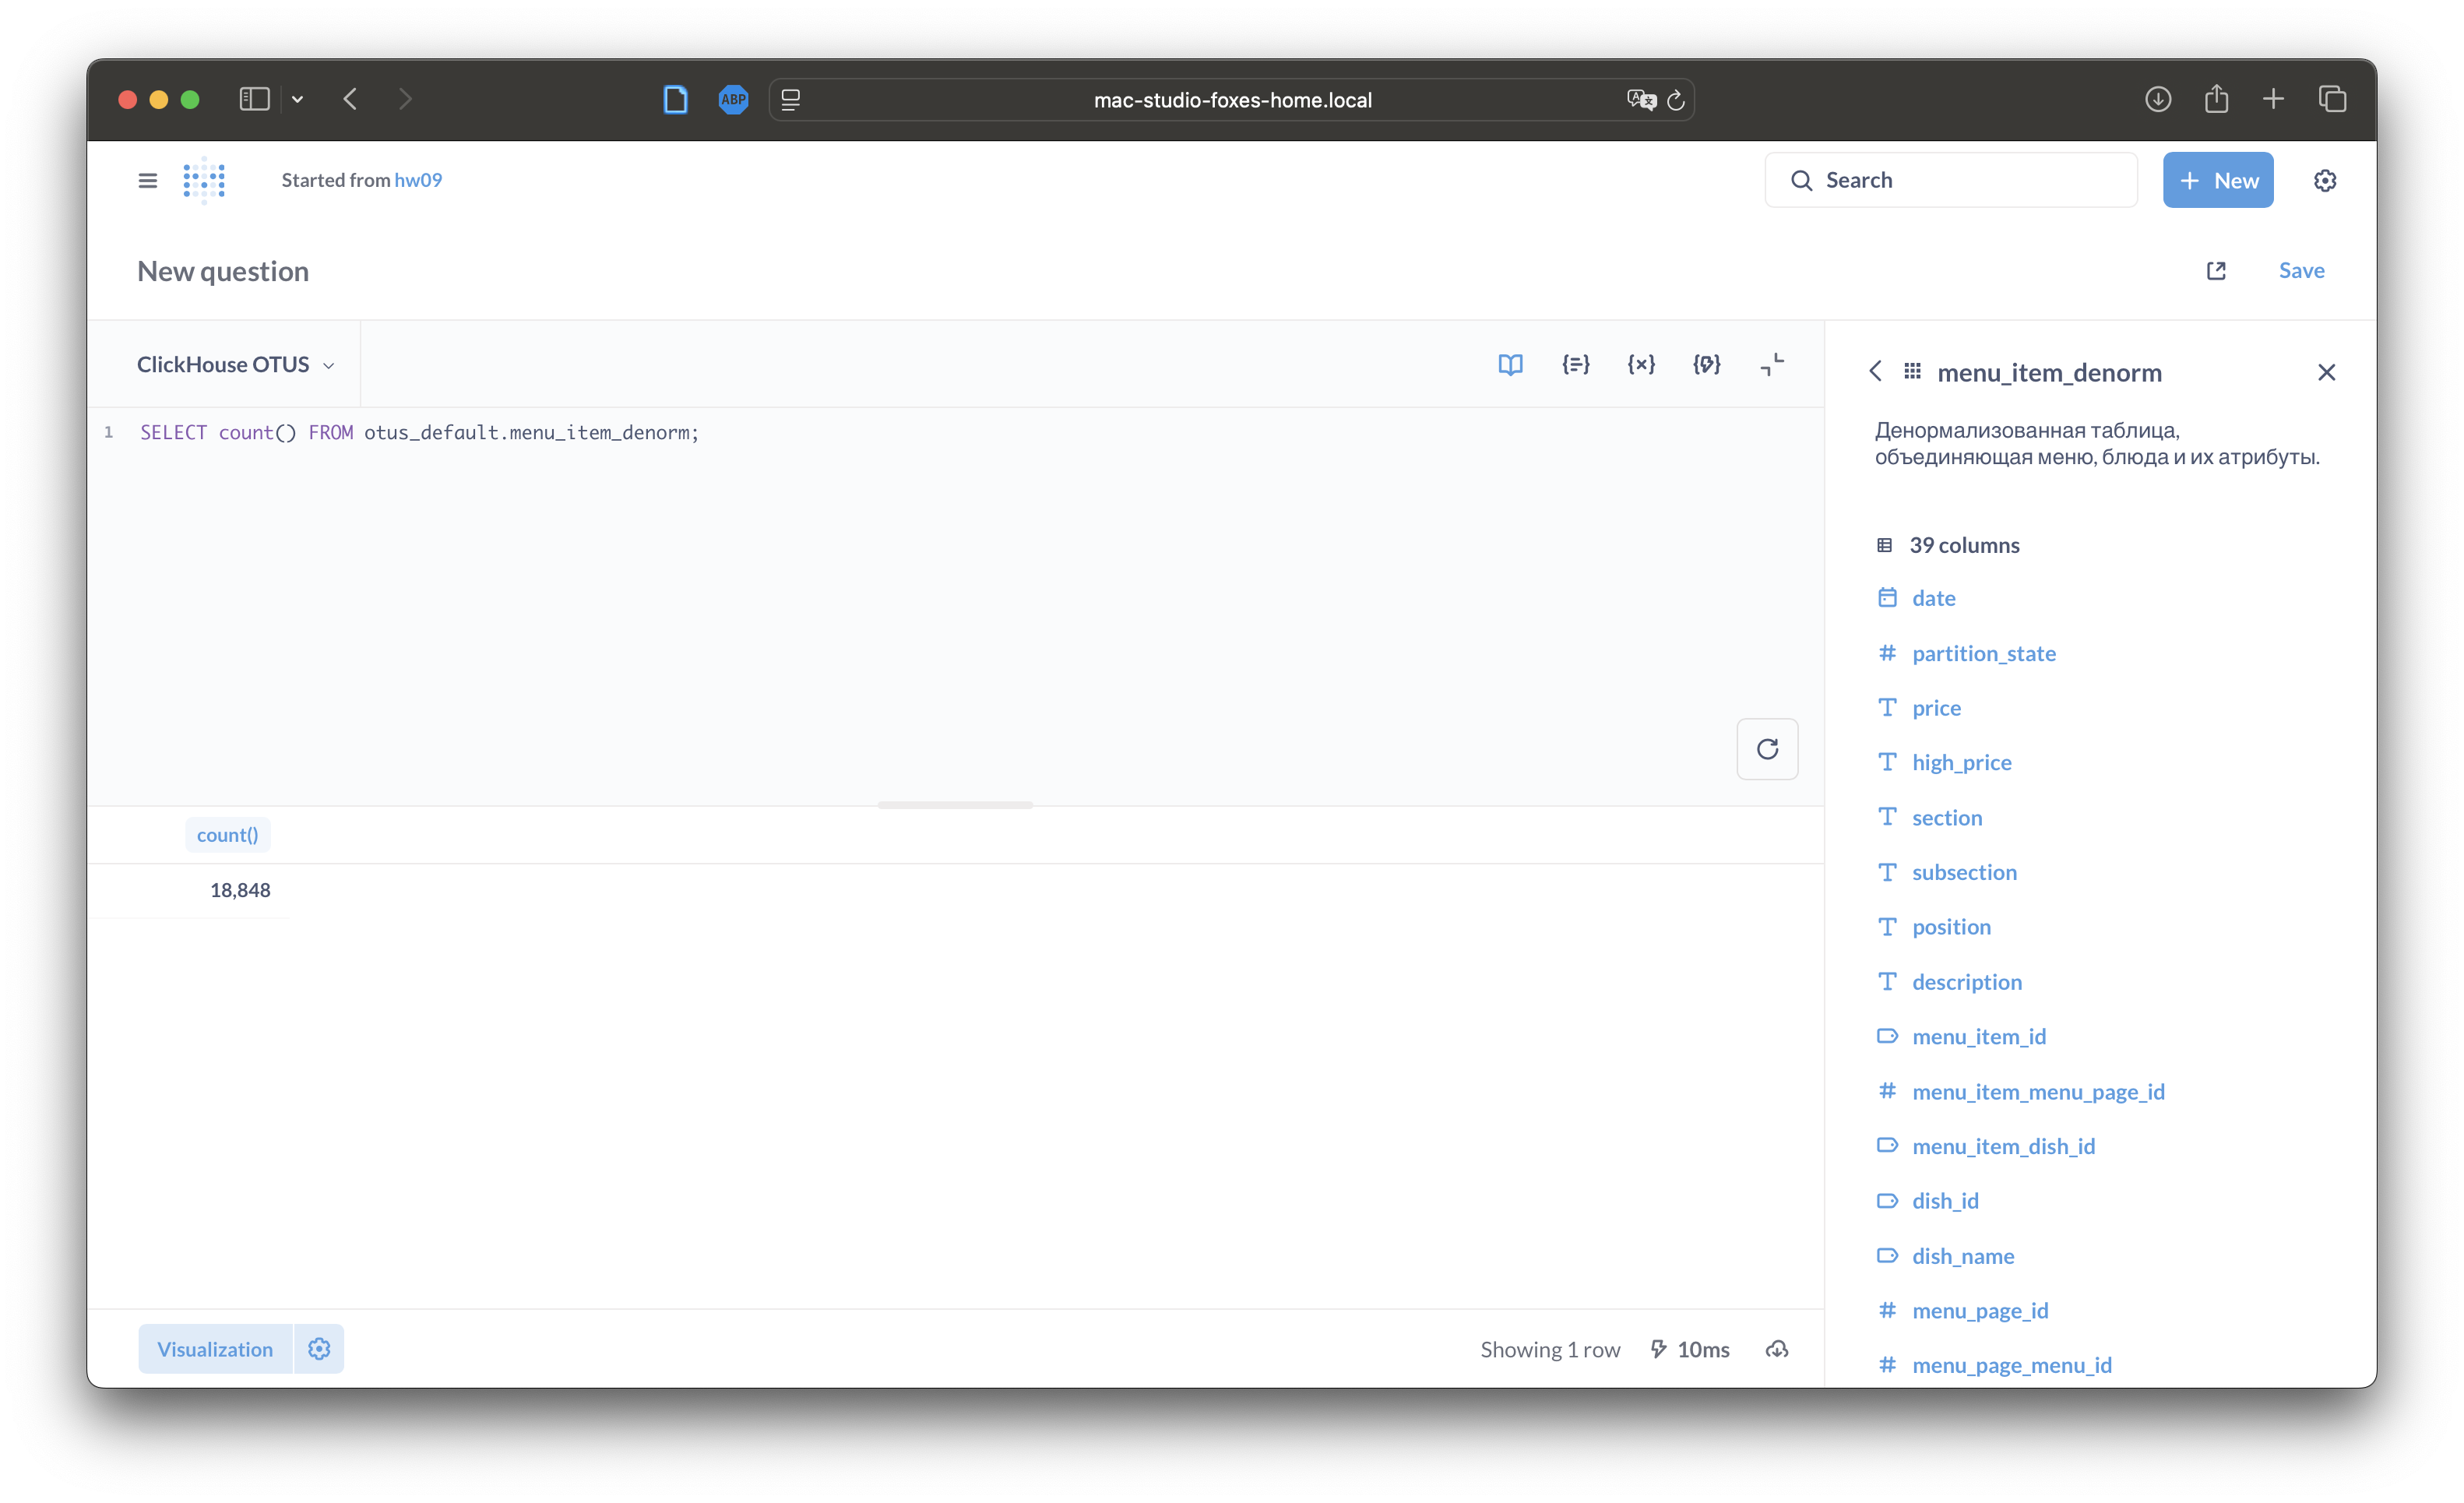 ABP
mac-studio-foxes-home.local
Started from hw09
Search
New
New question
Save
ClickHouse OTUS
1 SELECT count() FROM otus_default.menu_item_denorm;
count()
18,848
Visualization
Showing 1 row
10ms
menu_item_denorm
Денормализованная таблица,
объединяющая меню, блюда и их атрибуты.
39 columns
date
partition_state
price
high_price
section
subsection
position
description
menu_item_id
menu_item_menu_page_id
menu_item_dish_id
dish_id
dish_name
menu_page_id
menu_page_menu_id